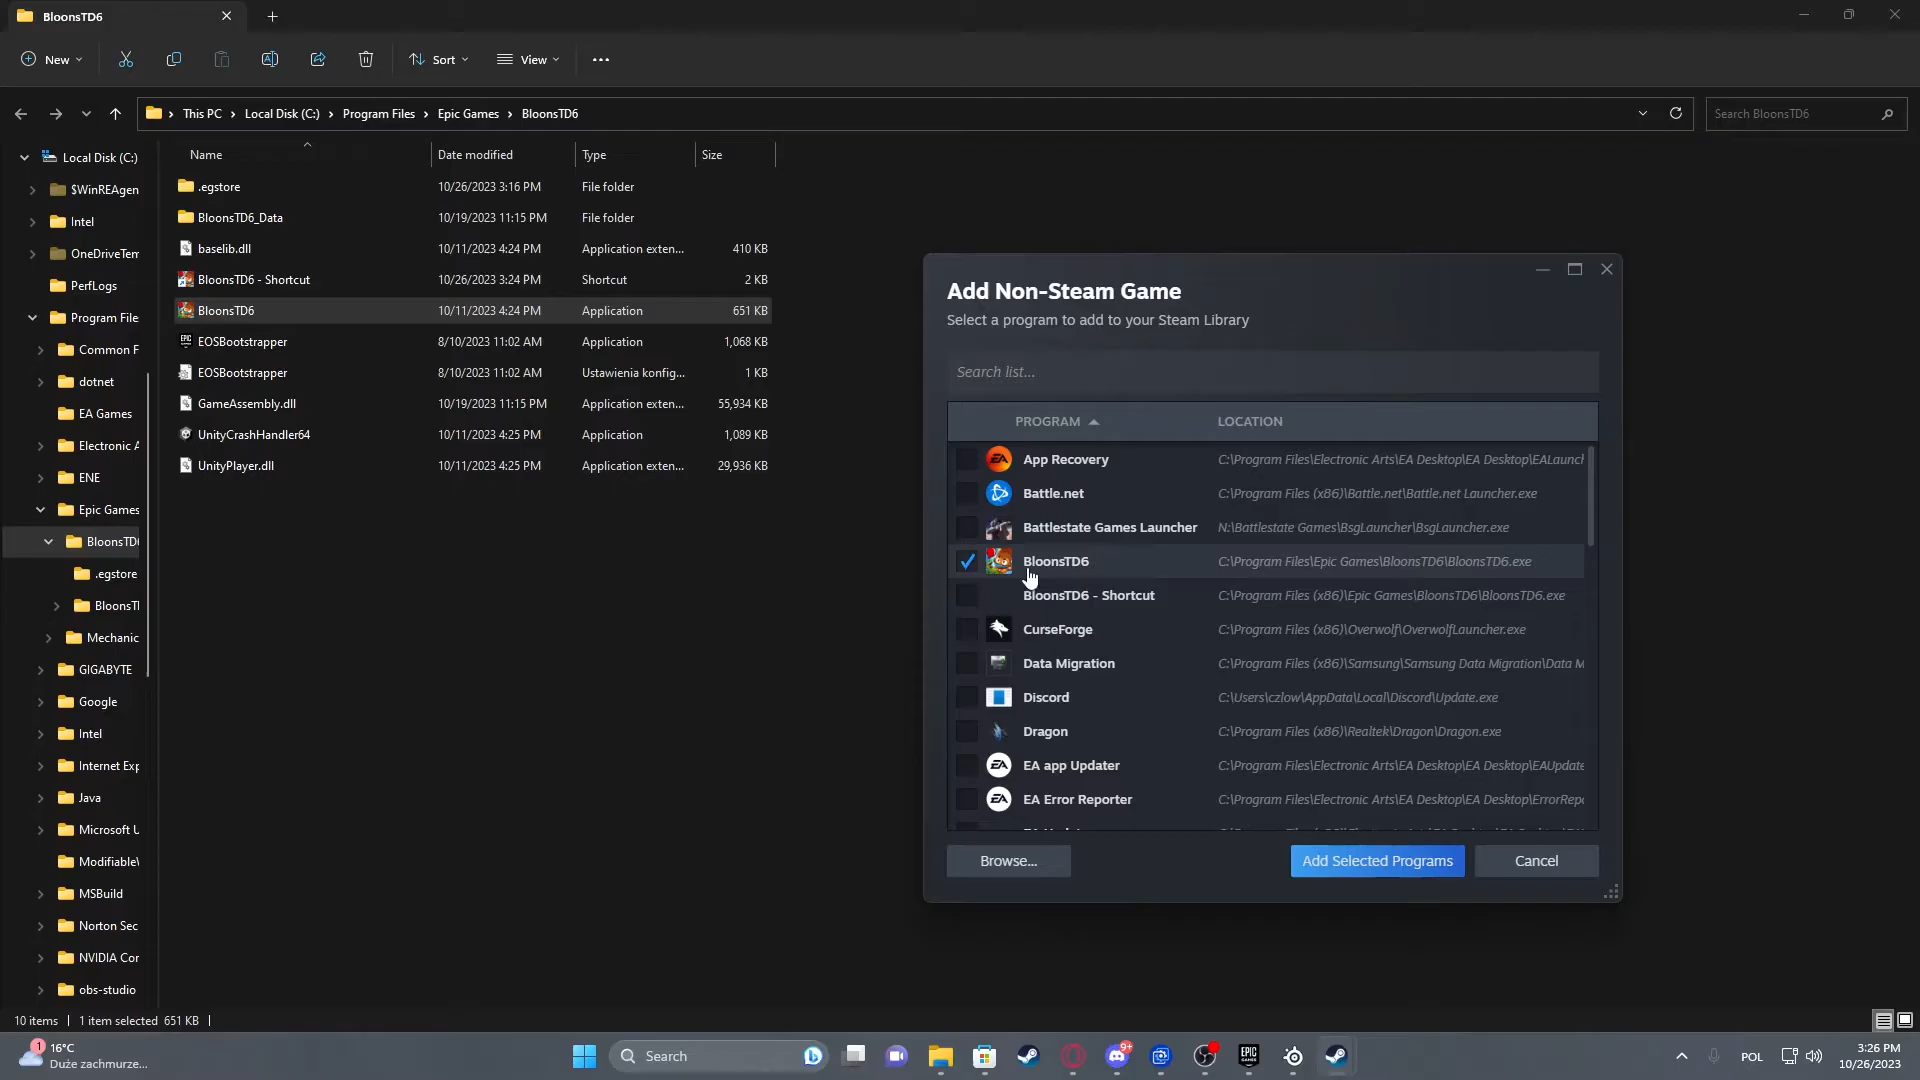 BloonsTD6
New
Sort
View
This PC
Local Disk (C:)
Program Files
Epic Games
BloonsTD6
Search BloonsTD6
Local Disk (C:)
$WinREAgen
Intel
OneDriveTem
PerfLogs
Program File
Common F
dotnet
EA Games
Electronic A
ENE
Epic Games
BloonsTD
.egstore
BloonsT
Mechanic
GIGABYTE
Google
Intel
Internet Exp
Java
Microsoft U
Modifiable
MSBuild
Norton Sec
NVIDIA Cor
obs-studio
Name Date modified Type Size
.egstore 10/26/2023 3:16 PM File folder
BloonsTD6_Data 10/19/2023 11:15 PM File folder
baselib.dll 10/11/2023 4:24 PM Application exten... 410 KB
BloonsTD6 - Shortcut 10/26/2023 3:24 PM Shortcut 2 KB
BloonsTD6 10/11/2023 4:24 PM Application 651 KB
EOSBootstrapper 8/10/2023 11:02 AM Application 1,068 KB
EOSBootstrapper 8/10/2023 11:02 AM Ustawienia konfig... 1 KB
GameAssembly.dll 10/19/2023 11:15 PM Application exten... 55,934 KB
UnityCrashHandler64 10/11/2023 4:25 PM Application 1,089 KB
UnityPlayer.dll 10/11/2023 4:25 PM Application exten... 29,936 KB
Add Non-Steam Game
Select a program to add to your Steam Library
Search list...
PROGRAM LOCATION
App Recovery C:\Program Files\Electronic Arts\EA Desktop\EA Desktop\EALaunch
Battle.net C:\Program Files (x86)\Battle.net\Battle.net Launcher.exe
Battlestate Games Launcher N:\Battlestate Games\BsgLauncher\BsgLauncher.exe
BloonsTD6 C:\Program Files\Epic Games\BloonsTD6\BloonsTD6.exe
BloonsTD6 - Shortcut C:\Program Files (x86)\Epic Games\BloonsTD6\BloonsTD6.exe
CurseForge C:\Program Files (x86)\Overwolf\OverwolfLauncher.exe
Data Migration C:\Program Files (x86)\Samsung\Samsung Data Migration\Data M
Discord C:\Users\czlow\AppData\Local\Discord\Update.exe
Dragon C:\Program Files (x86)\Realtek\Dragon\Dragon.exe
EA app Updater C:\Program Files\Electronic Arts\EA Desktop\EA Desktop\EAUpdate
EA Error Reporter C:\Program Files\Electronic Arts\EA Desktop\EA Desktop\ErrorRepo
Browse...
Add Selected Programs
Cancel
10 items
1 item selected 651 KB
1
16°C
Duże zachmurze...
Search
9+
EPIC
POL
3:26 PM
10/26/2023